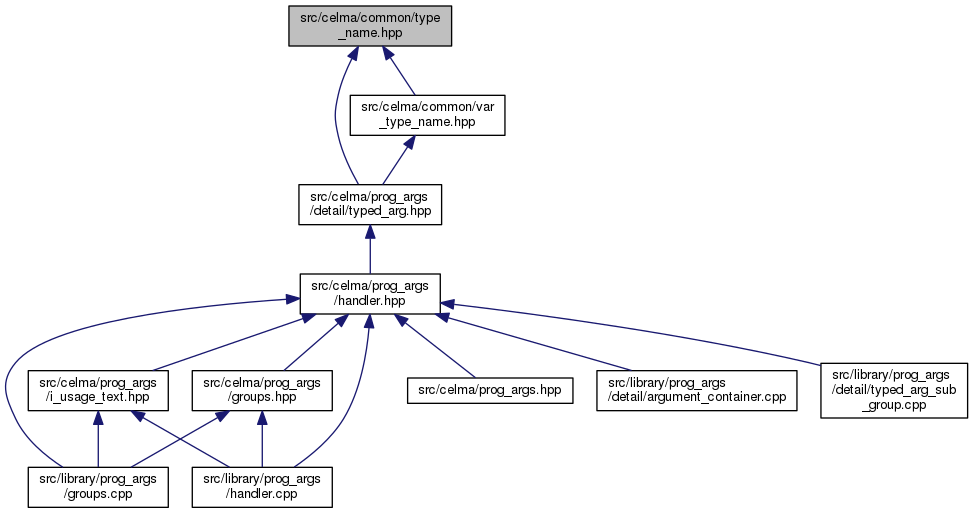 src/celma/common/type
_name.hpp
src/celma/common/var
_type_name.hpp
src/celma/prog_args
/detail/typed_arg.hpp
src/celma/prog_args
/handler.hpp
src/celma/prog_args
/i_usage_text.hpp
src/celma/prog_args
/groups.hpp
src/celma/prog_args.hpp
src/library/prog_args
/detail/argument_container.cpp
src/library/prog_args
/detail/typed_arg_sub
_group.cpp
src/library/prog_args
/groups.cpp
src/library/prog_args
/handler.cpp